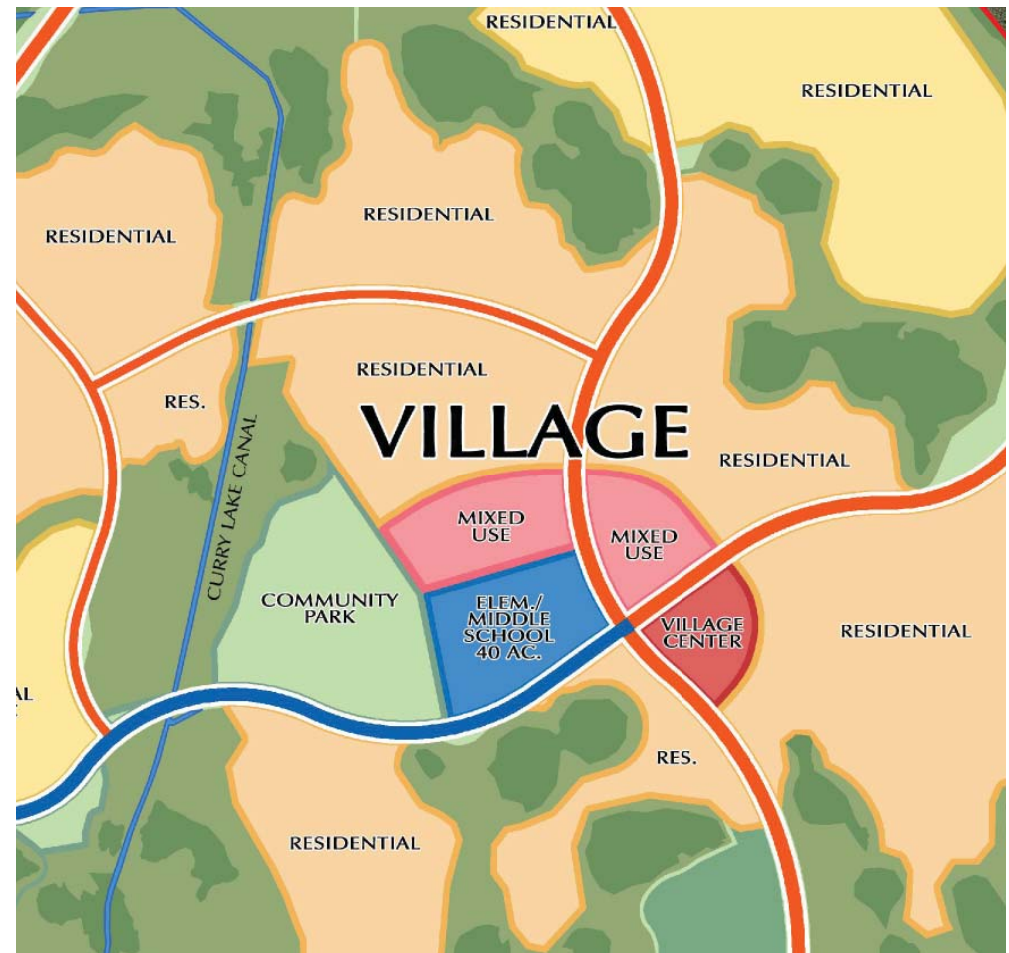 RESIDENTIAL
RESIDENTIAL
RESIDENTIAL
RESIDENTIAL
RESIDENTIAL
RES.
VILLAGE
RESIDENTIAL
CURRY LAKE CANAL
MIXED
USE
MIXED
USE
COMMUNITY
PARK
ELEM./
MIDDLE
SCHOOL
40 AC.
VILLAGE
CENTER
RESIDENTIAL
RES.
RESIDENTIAL